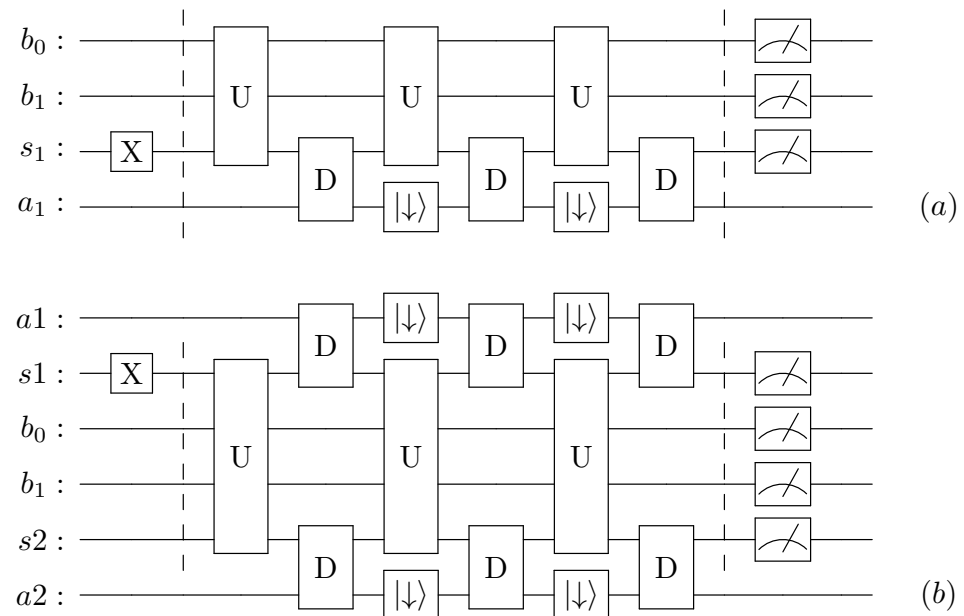 b₀ :
U U U
b₁ :
s₁ : X
D D D
a₁ : |↓⟩ |↓⟩ (a)
a1 : |↓⟩ |↓⟩
D D D
s1 : X
b₀ :
U U U
b₁ :
s2 :
D D D
a2 : |↓⟩ |↓⟩ (b)